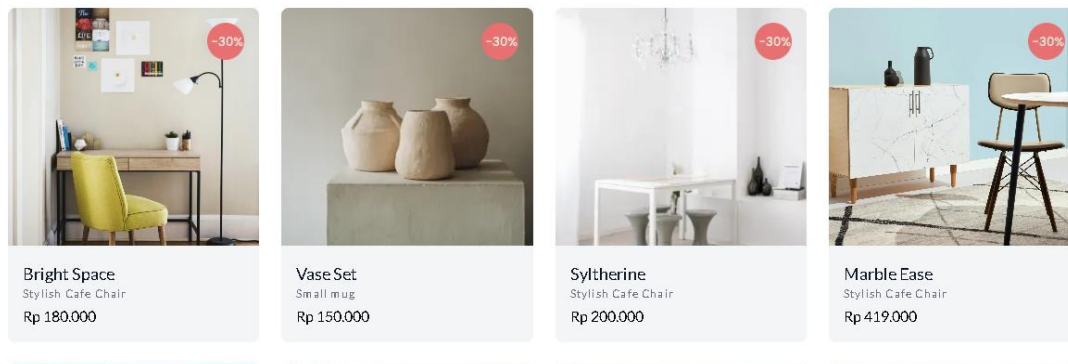 -30%
-30%
-30%
-30%
Bright Space
Stylish Cafe Chair
Rp 180.000
Vase Set
Small mug
Rp 150.000
Syltherine
Stylish Cafe Chair
Rp 200.000
Marble Ease
Stylish Cafe Chair
Rp 419.000